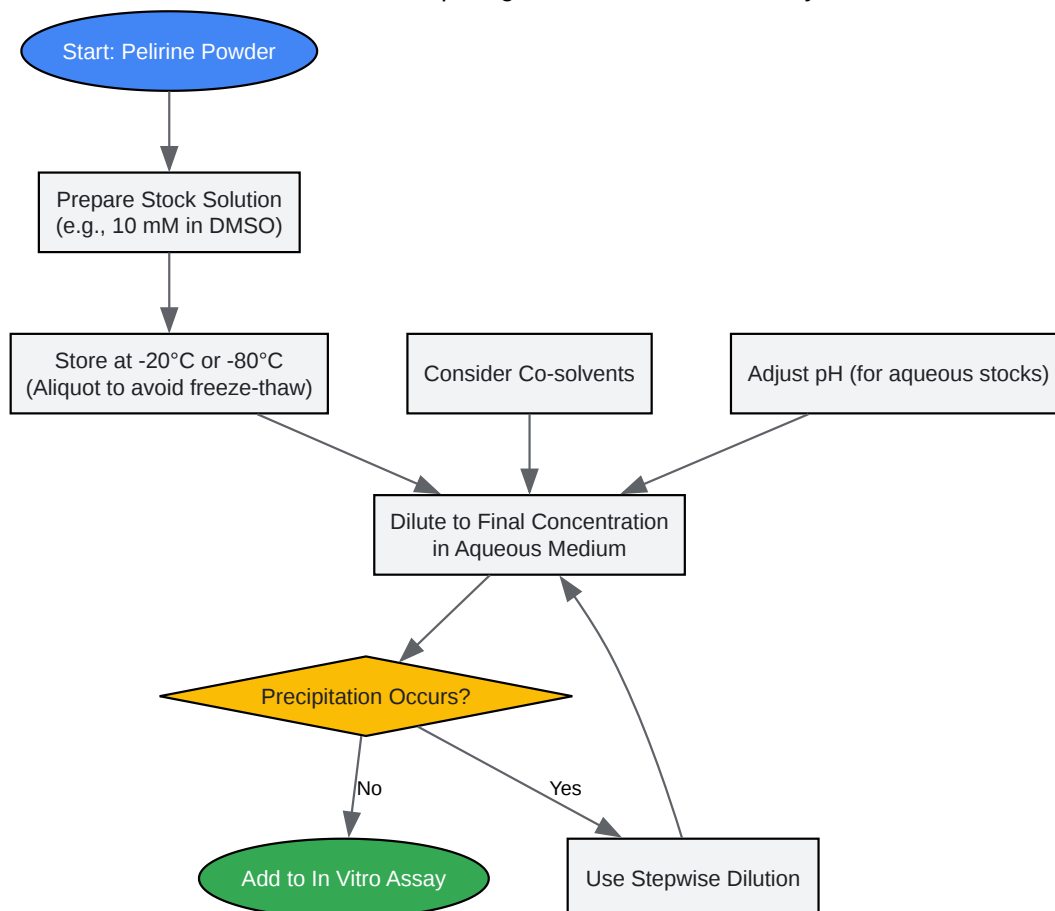 Start: Pelirine Powder
Prepare Stock Solution
(e.g., 10 mM in DMSO)
Store at -20°C or -80°C
(Aliquot to avoid freeze-thaw)
Consider Co-solvents
Adjust pH (for aqueous stocks)
Dilute to Final Concentration
in Aqueous Medium
Precipitation Occurs?
No
Yes
Add to In Vitro Assay
Use Stepwise Dilution